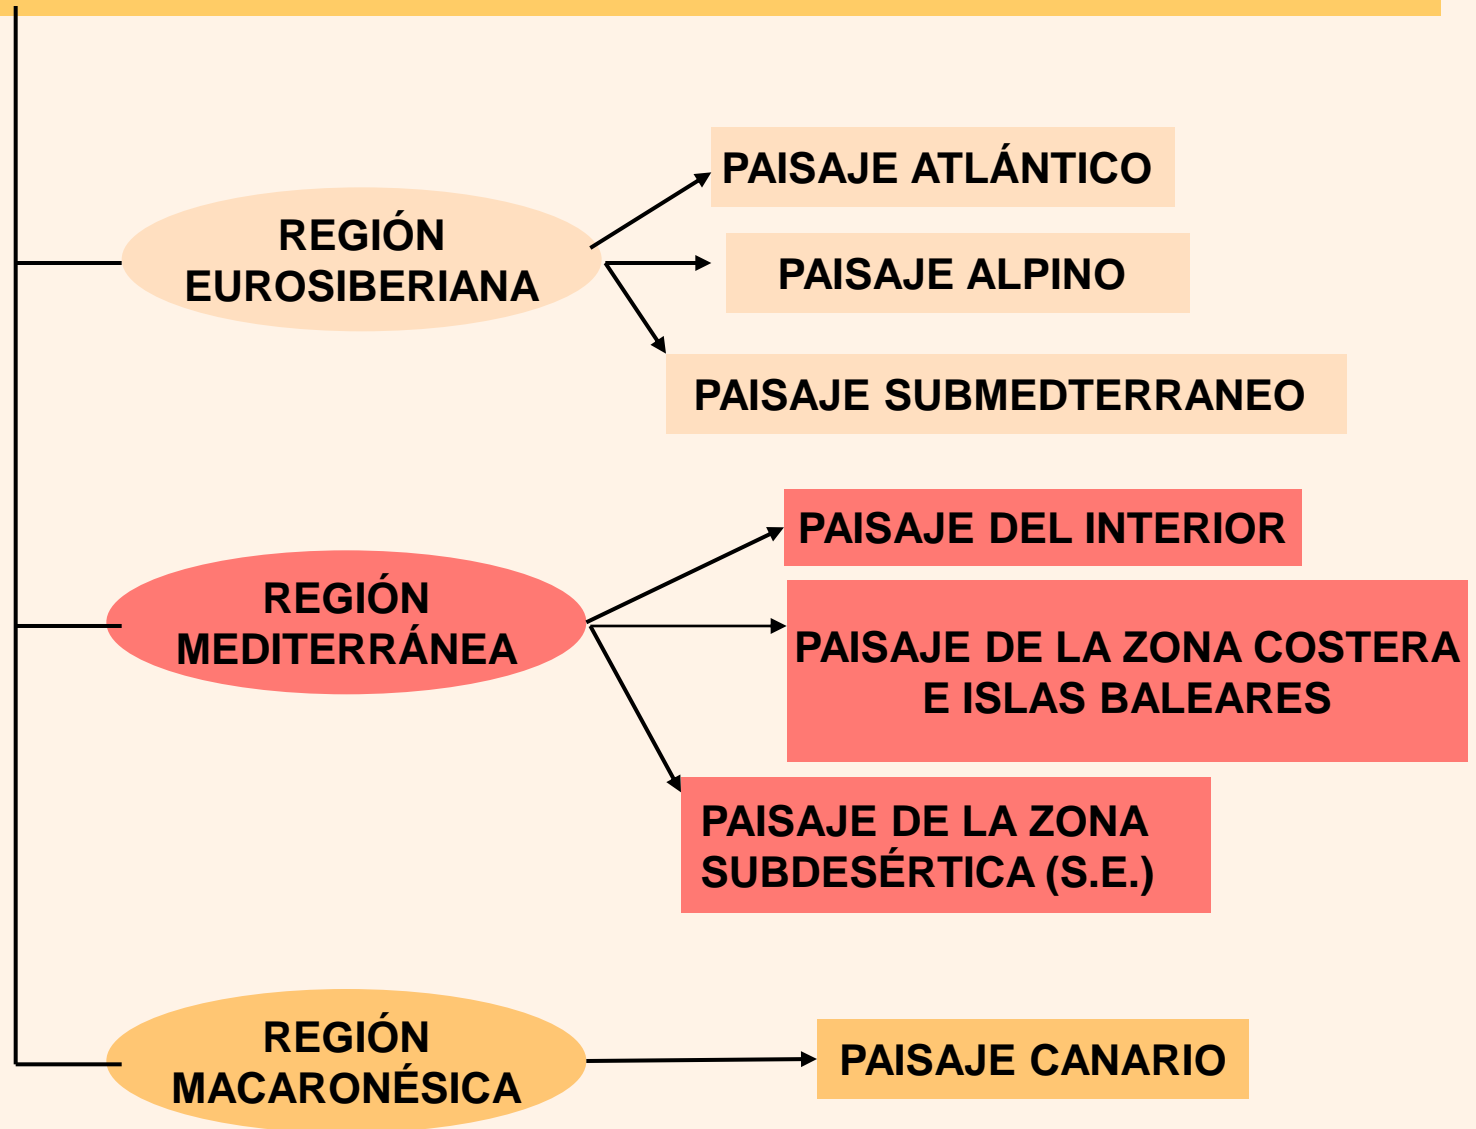 PAISAJE ATLÁNTICO
REGIÓN
EUROSIBERIANA
PAISAJE ALPINO
PAISAJE SUBMEDTERRANEO
PAISAJE DEL INTERIOR
REGIÓN
MEDITERRÁNEA
PAISAJE DE LA ZONA COSTERA
E ISLAS BALEARES
PAISAJE DE LA ZONA
SUBDESÉRTICA (S.E.)
REGIÓN
MACARONÉSICA
PAISAJE CANARIO